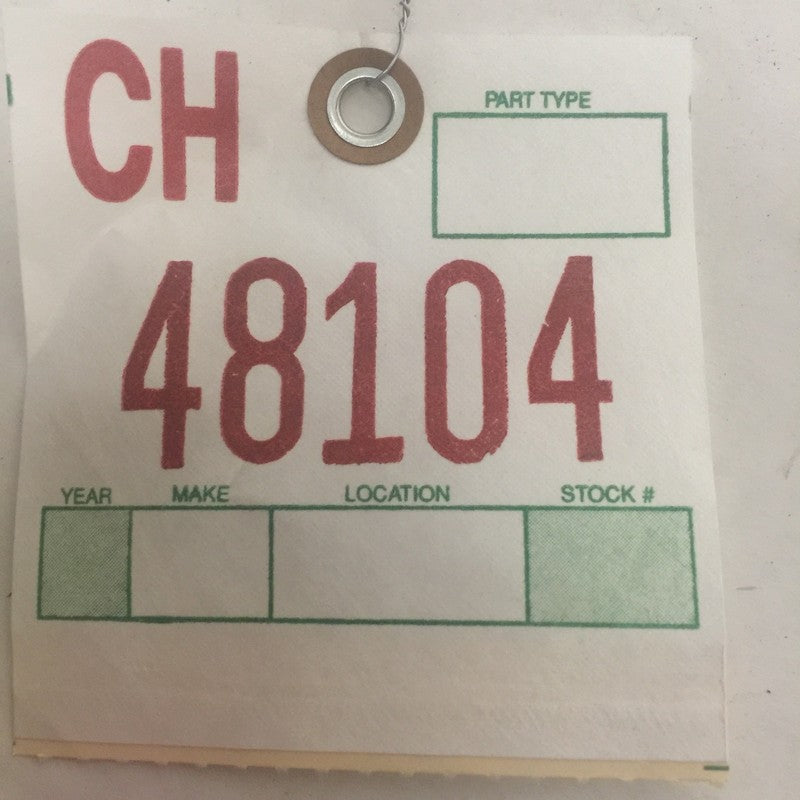 CH
PART TYPE
48104
YEAR MAKE LOCATION STOCK #